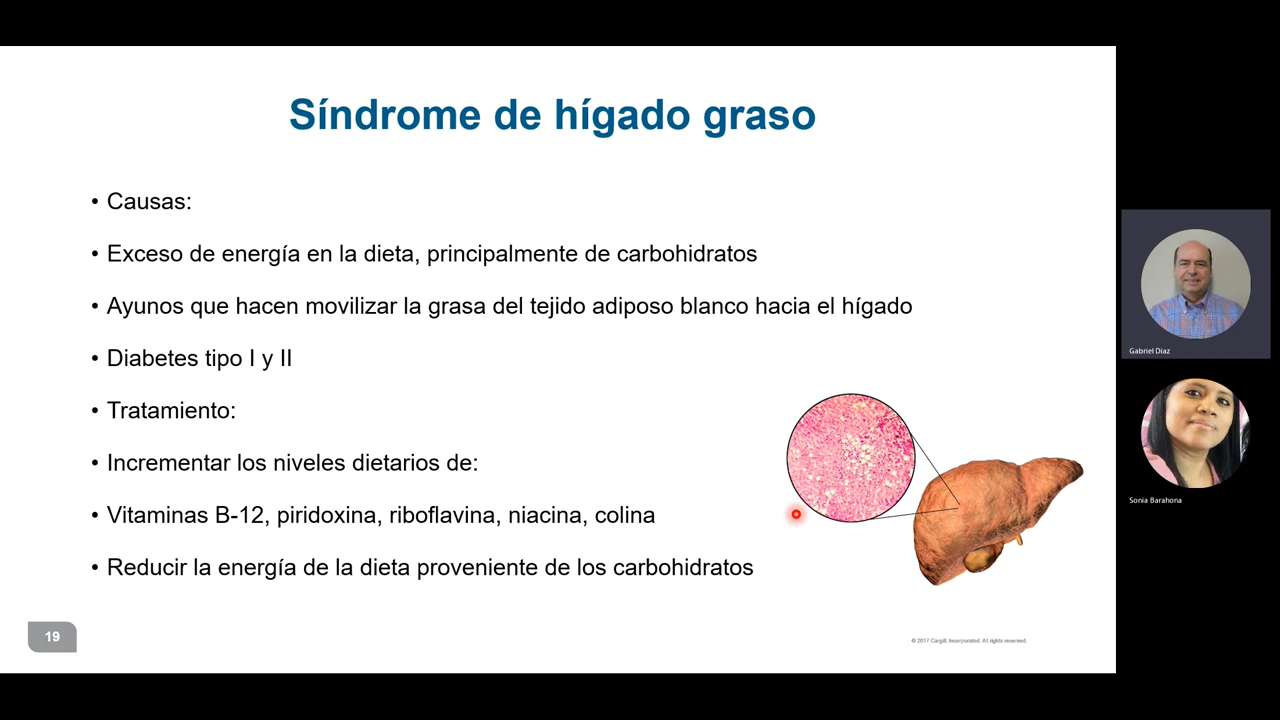 Síndrome de hígado graso
• Causas:
• Exceso de energía en la dieta, principalmente de carbohidratos
• Ayunos que hacen movilizar la grasa del tejido adiposo blanco hacia el hígado
• Diabetes tipo I y II
• Tratamiento:
• Incrementar los niveles dietarios de:
• Vitaminas B-12, piridoxina, riboflavina, niacina, colina
• Reducir la energía de la dieta proveniente de los carbohidratos
19
© 2017 Cargill, Incorporated. All rights reserved.
Gabriel Diaz
Sonia Barahona